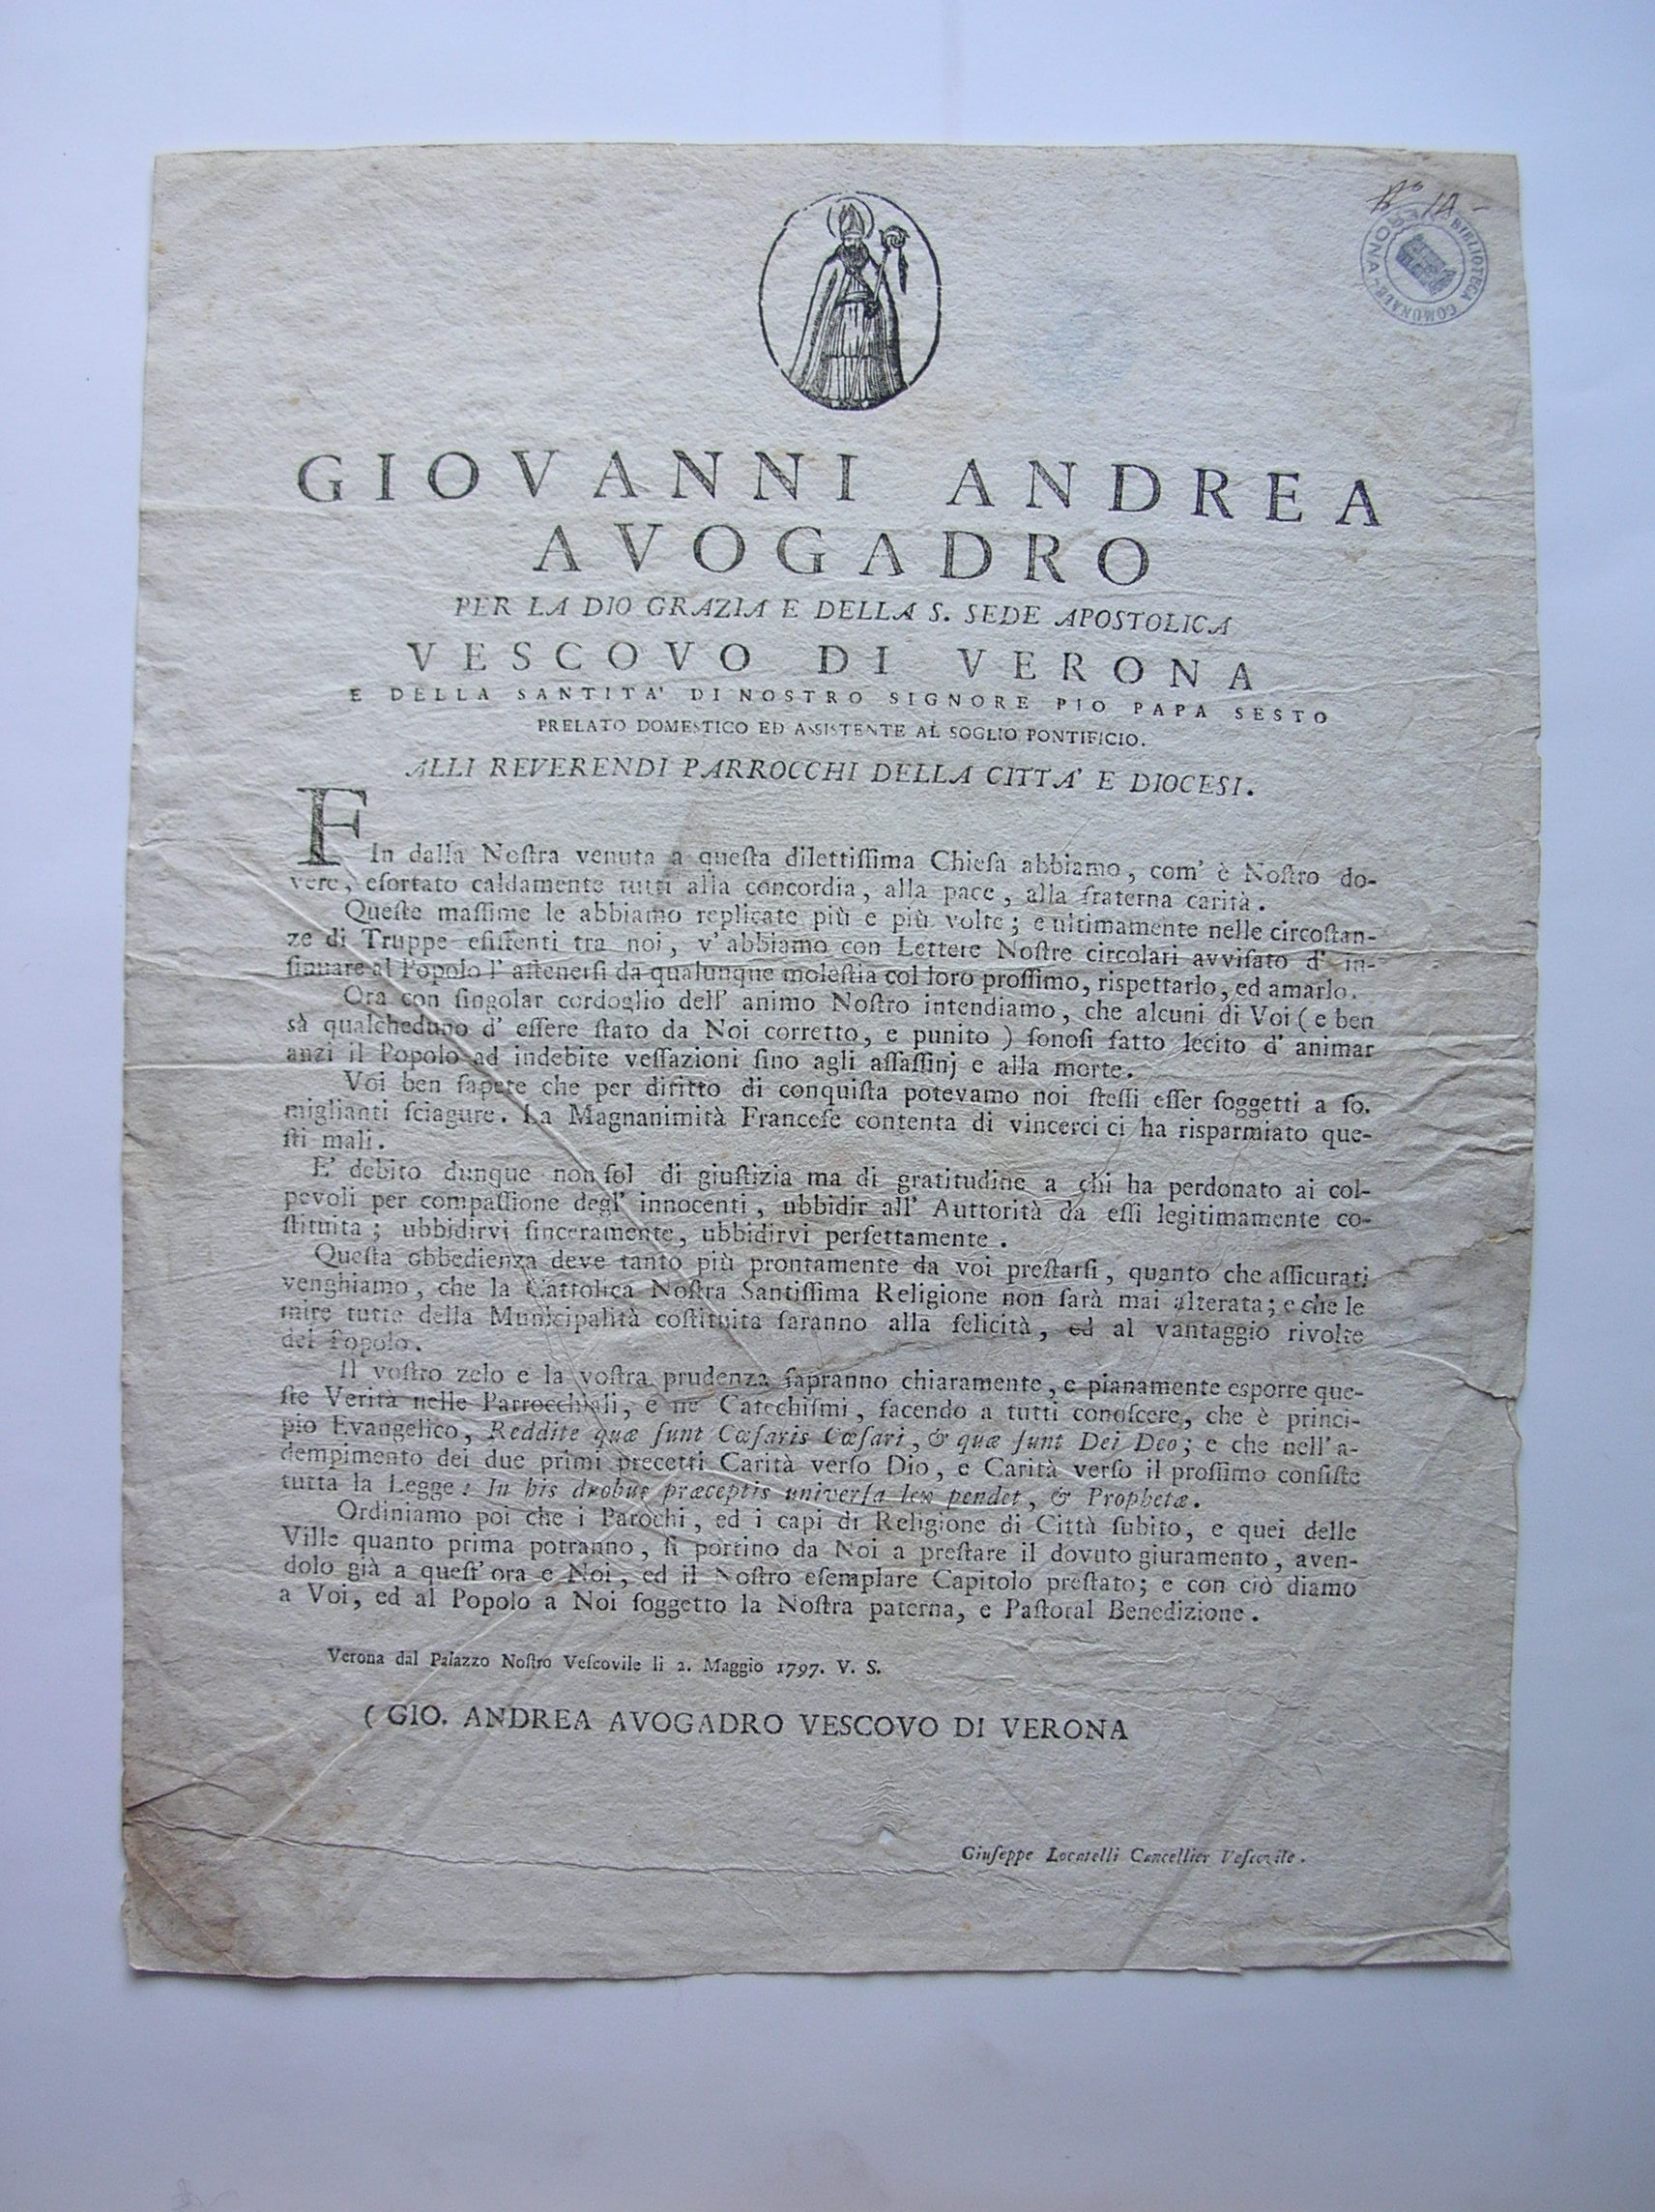 BIBLIOTECA COMUNALE VERONA
GIOVANNI ANDREA
AVOGADRO
PER LA DIO GRAZIA E DELLA S. SEDE APOSTOLICA
VESCOVO DI VERONA
E DELLA SANTITA' DI NOSTRO SIGNORE PIO PAPA SESTO
PRELATO DOMESTICO ED ASSISTENTE AL SOGLIO PONTIFICIO.
ALLI REVERENDI PARROCCHI DELLA CITTA' E DIOCESI.
FIn dalla Noſtra venuta a queſta dilettiſſima Chieſa abbiamo, com' è Noſtro do-
vere, eſortato caldamente tutti alla concordia, alla pace, alla fraterna carità.
Queſte maſſime le abbiamo replicate più e più volte; e ultimamente nelle circoſtan-
ze di Truppe eſiſtenti tra noi, v' abbiamo con Lettere Noſtre circolari avviſato d' in-
ſinuare al Popolo l' aſtenerſi da qualunque moleſtia col loro proſſimo, rispettarlo, ed amarlo.
Ora con ſingolar cordoglio dell' animo Noſtro intendiamo, che alcuni di Voi (e ben
sà qualcheduno d' eſſere ſtato da Noi corretto, e punito) ſonoſi fatto lecito d' animar
anzi il Popolo ad indebite veſſazioni ſino agli aſſaſſinj e alla morte.
Voi ben ſapete che per diritto di conquiſta potevamo noi ſteſſi eſſer ſoggetti a ſo.
miglianti ſciagure. La Magnanimità Franceſe contenta di vincerci ci ha risparmiato que-
ſti mali.
E' debito dunque non ſol di giuſtizia ma di gratitudine a chi ha perdonato ai col-
pevoli per compaſſione degl' innocenti, ubbidir all' Auttorità da eſſi legitimamente co-
ſtituita; ubbidirvi ſinceramente, ubbidirvi perfettamente.
Queſta obbedienza deve tanto più prontamente da voi preſtarſi, quanto che aſſicurati
venghiamo, che la Cattolica Noſtra Santiſſima Religione non ſarà mai alterata; e che le
mire tutte della Municipalità coſtituita ſaranno alla felicità, ed al vantaggio rivolte
del Popolo.
Il voſtro zelo e la voſtra prudenza ſapranno chiaramente, e pianamente esporre que-
ſte Verità nelle Parrocchiali, e ne' Catechiſmi, facendo a tutti conoſcere, che è princi-
pio Evangelico, Reddite quæ ſunt Cæſaris Cæſari, & quæ ſunt Dei Deo; e che nell' a-
dempimento dei due primi precetti Carità verſo Dio, e Carità verſo il proſſimo conſiſte
tutta la Legge: In his duobus præceptis univerſa lex pendet, & Prophetæ.
Ordiniamo poi che i Parochi, ed i capi di Religione di Città ſubito, e quei delle
Ville quanto prima potranno, ſi portino da Noi a preſtare il dovuto giuramento, aven-
dolo già a queſt' ora e Noi, ed il Noſtro eſemplare Capitolo preſtato; e con ciò diamo
a Voi, ed al Popolo a Noi ſoggetto la Noſtra paterna, e Paſtoral Benedizione.
Verona dal Palazzo Noſtro Veſcovile li 2. Maggio 1797. V. S.
( GIO. ANDREA AVOGADRO VESCOVO DI VERONA
Giuſeppe Locatelli Cancellier Veſcovile.